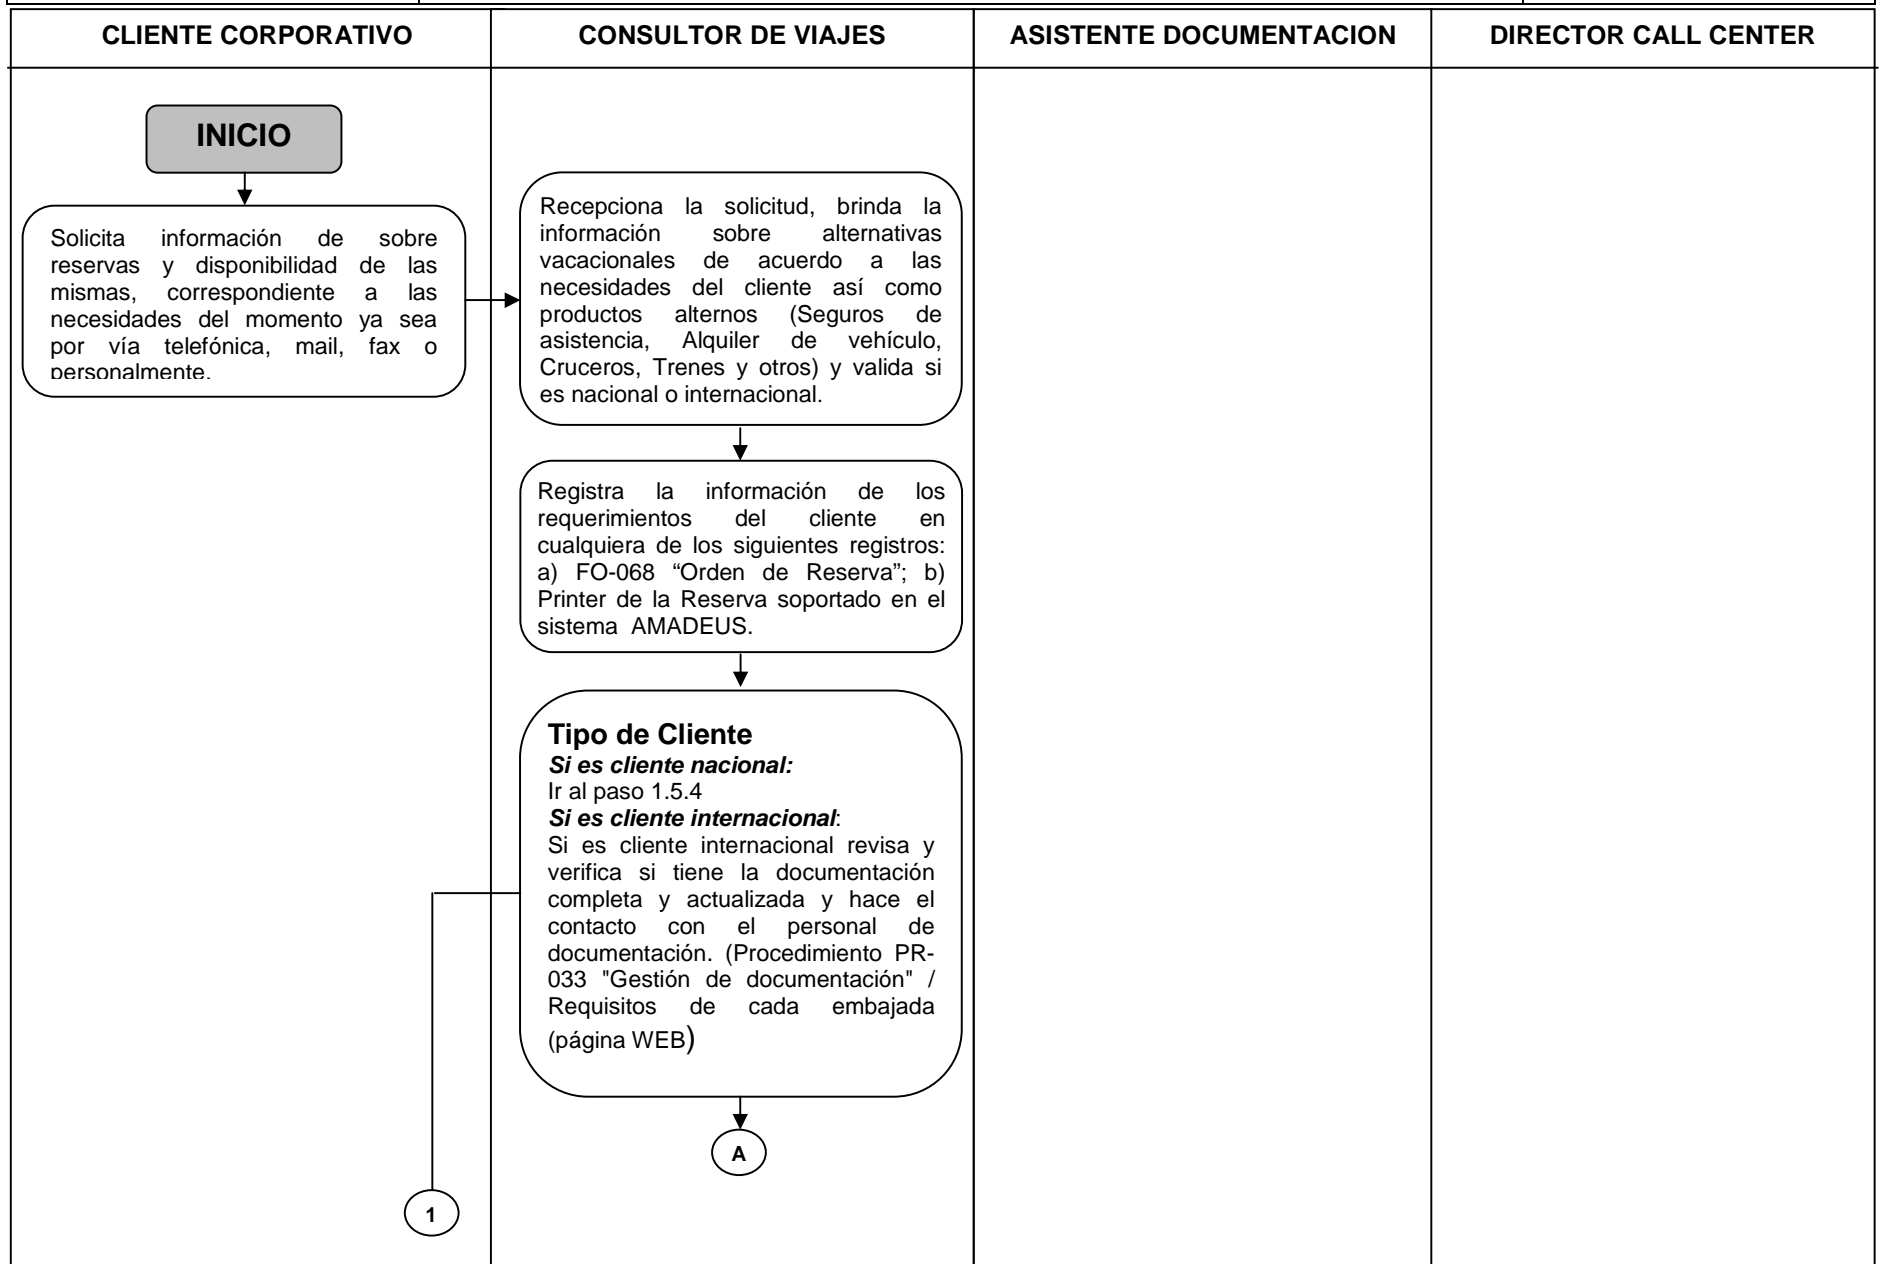 CLIENTE CORPORATIVO
CONSULTOR DE VIAJES
ASISTENTE DOCUMENTACION
DIRECTOR CALL CENTER
INICIO
Solicita información de sobre
reservas y disponibilidad de las
mismas, correspondiente a las
necesidades del momento ya sea
por vía telefónica, mail, fax o
personalmente.
Recepciona la solicitud, brinda la
información sobre alternativas
vacacionales de acuerdo a las
necesidades del cliente así como
productos alternos (Seguros de
asistencia, Alquiler de vehículo,
Cruceros, Trenes y otros) y valida si
es nacional o internacional.
Registra la información de los
requerimientos del cliente en
cualquiera de los siguientes registros:
a) FO-068 “Orden de Reserva”; b)
Printer de la Reserva soportado en el
sistema AMADEUS.
Tipo de Cliente
Si es cliente nacional:
Ir al paso 1.5.4
Si es cliente internacional:
Si es cliente internacional revisa y
verifica si tiene la documentación
completa y actualizada y hace el
contacto con el personal de
documentación. (Procedimiento PR-
033 "Gestión de documentación" /
Requisitos de cada embajada
(página WEB)
A
1